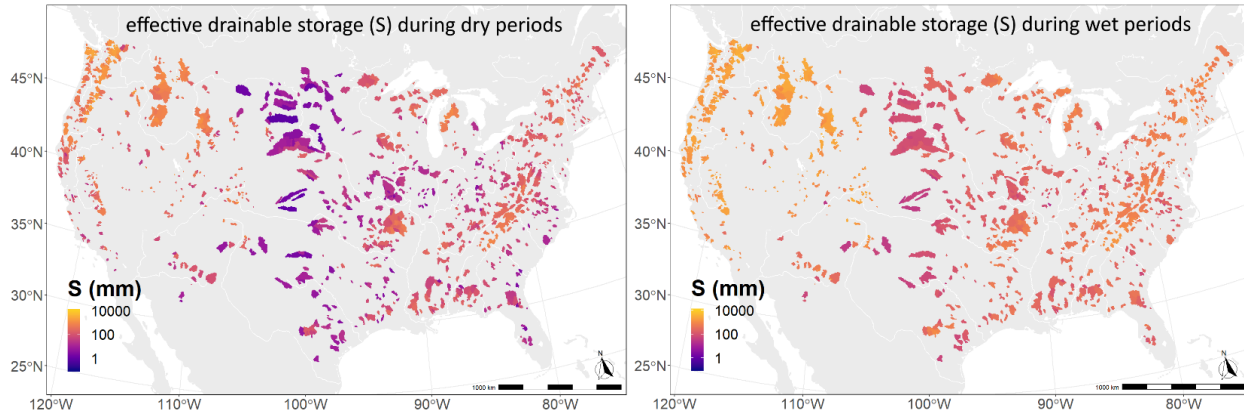 effective drainable storage (S) during dry periods
45°N
40°N
35°N
30°N
25°N
S (mm)
10000
100
1
N
1000 km
120°W
110°W
100°W
90°W
80°W
effective drainable storage (S) during wet periods
45°N
40°N
35°N
30°N
25°N
S (mm)
10000
100
1
N
1000 km
120°W
110°W
100°W
90°W
80°W